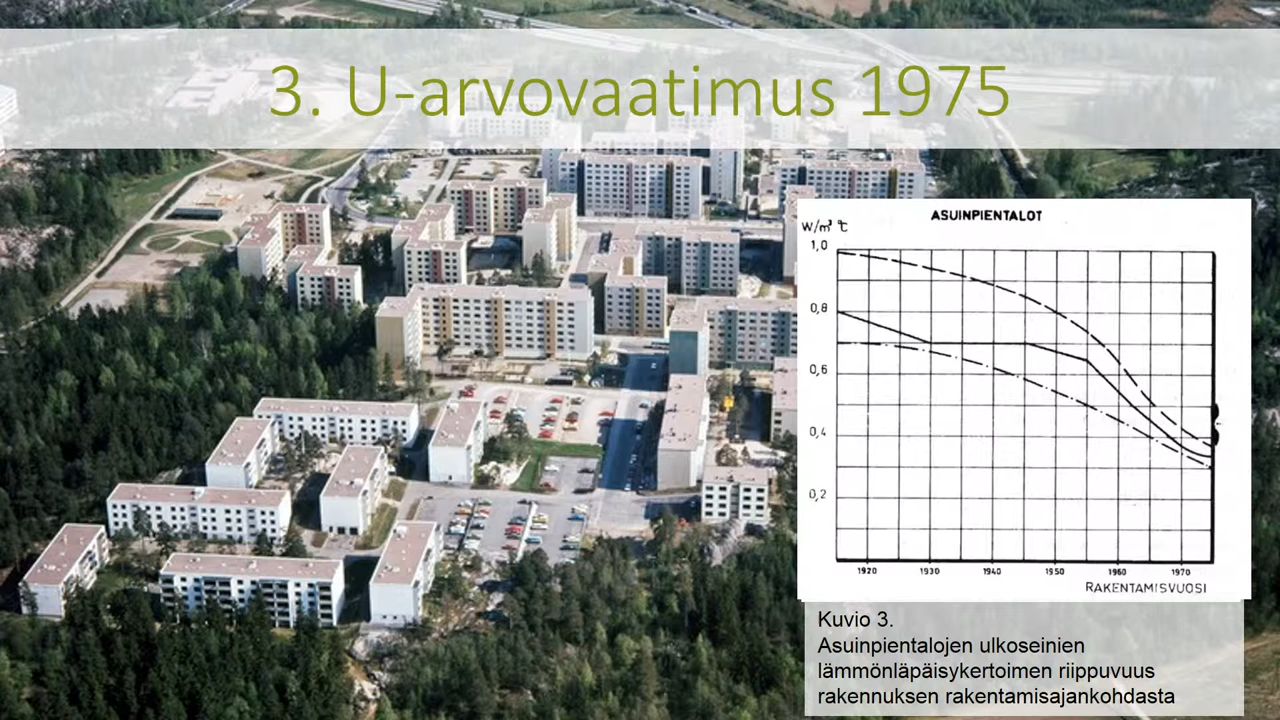 3. U-arvovaatimus 1975
ASUINPIENTALOT
W/m³ °C
1,0
0,8
0,6
0,4
0,2
1920 1930 1940 1950 1960 1970
RAKENTAMISVUOSI
Kuvio 3.
Asuinpientalojen ulkoseinien
lämmönläpäisykertoimen riippuvuus
rakennuksen rakentamisajankohdasta